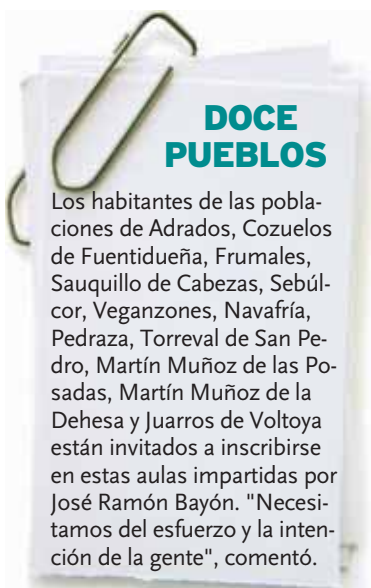 DOCE
PUEBLOS
Los habitantes de las pobla-
ciones de Adrados, Cozuelos
de Fuentidueña, Frumales,
Sauquillo de Cabezas, Sebúl-
cor, Veganzones, Navafría,
Pedraza, Torreval de San Pe-
dro, Martín Muñoz de las Po-
sadas, Martín Muñoz de la
Dehesa y Juarros de Voltoya
están invitados a inscribirse
en estas aulas impartidas por
José Ramón Bayón. "Necesi-
tamos del esfuerzo y la inten-
ción de la gente", comentó.